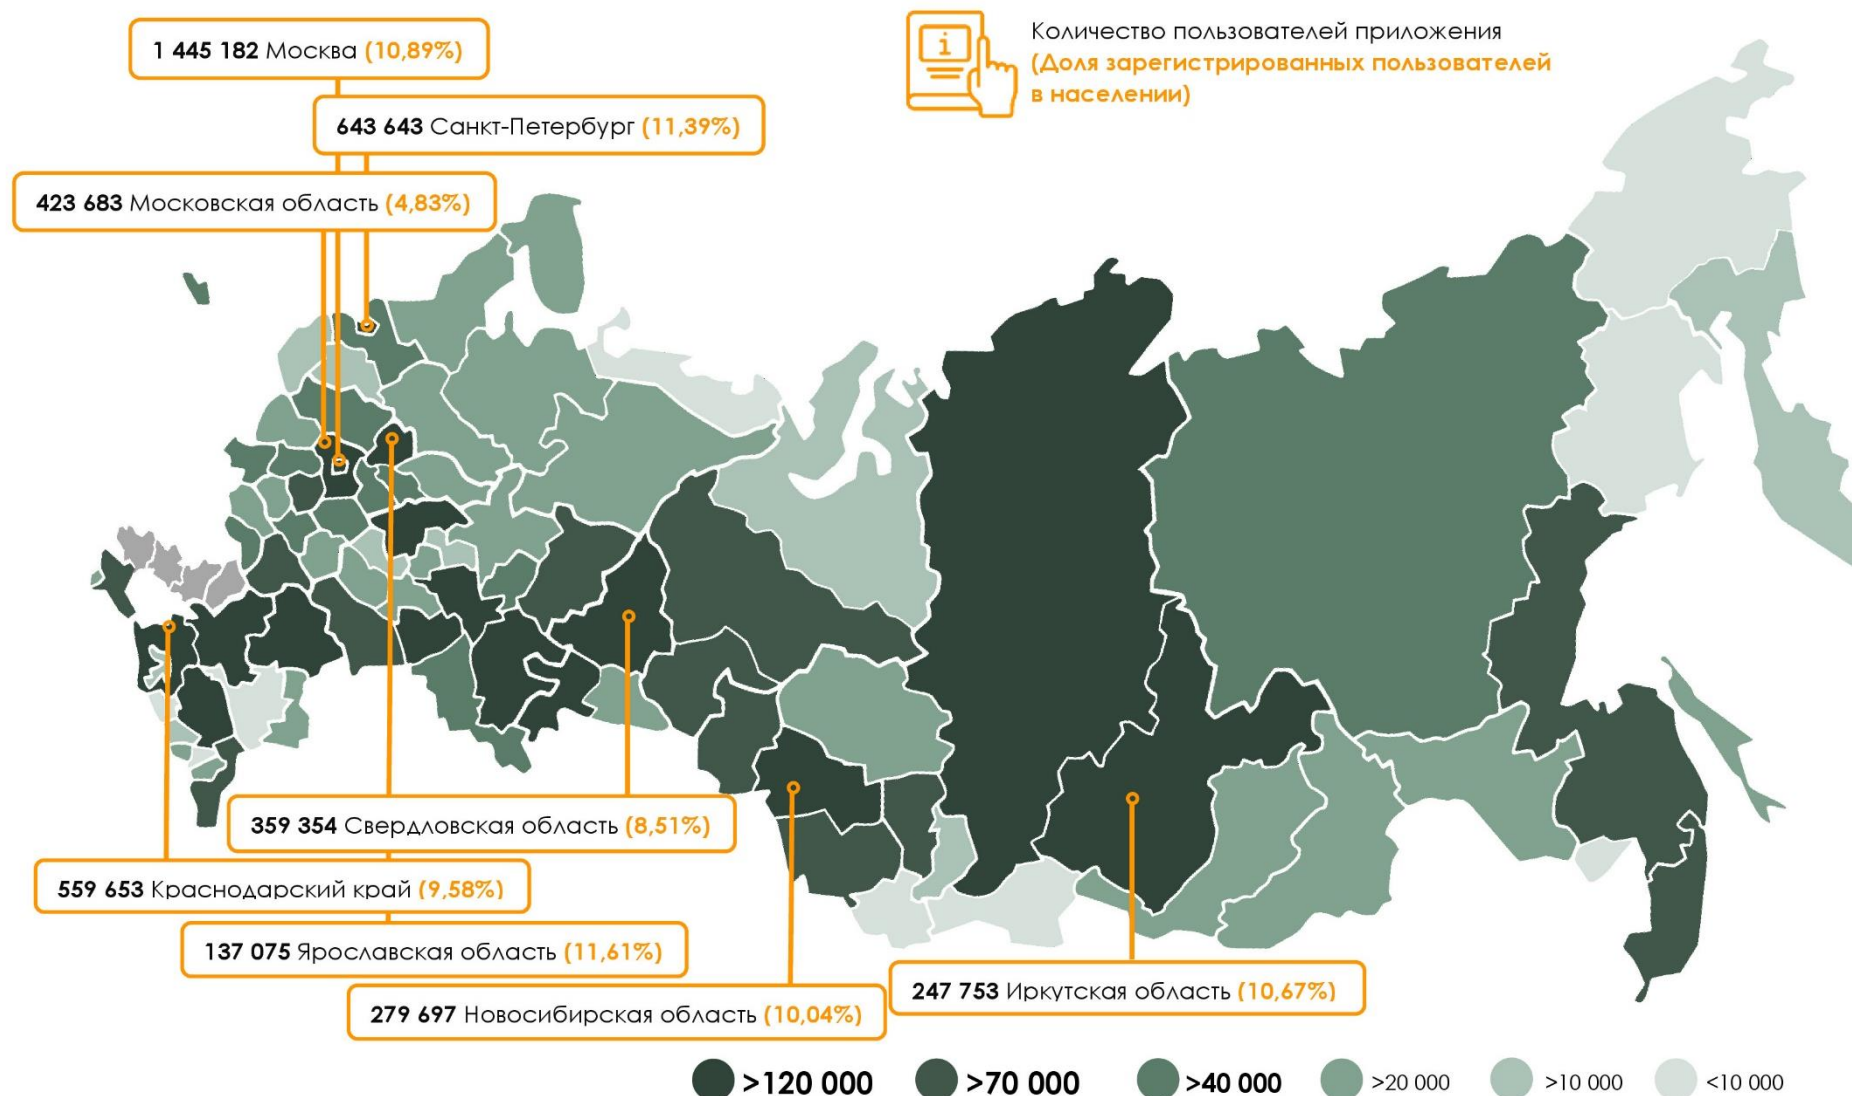 1 445 182 Москва (10,89%)
Количество пользователей приложения
(Доля зарегистрированных пользователей
в населении)
643 643 Санкт-Петербург (11,39%)
423 683 Московская область (4,83%)
359 354 Свердловская область (8,51%)
559 653 Краснодарский край (9,58%)
137 075 Ярославская область (11,61%)
247 753 Иркутская область (10,67%)
279 697 Новосибирская область (10,04%)
>120 000 >70 000 >40 000 >20 000 >10 000 <10 000